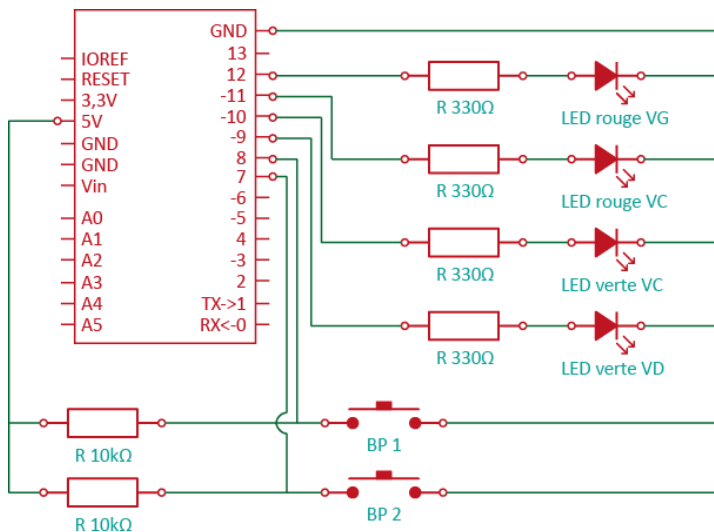 GND
13
IOREF
12
RESET
-11
3,3V
-10
5V
-9
GND
8
GND
7
Vin
-6
A0
-5
A1
4
A2
-3
A3
2
A4
TX->1
A5
RX<-0
R 330Ω
LED rouge VG
R 330Ω
LED rouge VC
R 330Ω
LED verte VC
R 330Ω
LED verte VD
R 10kΩ
BP 1
R 10kΩ
BP 2